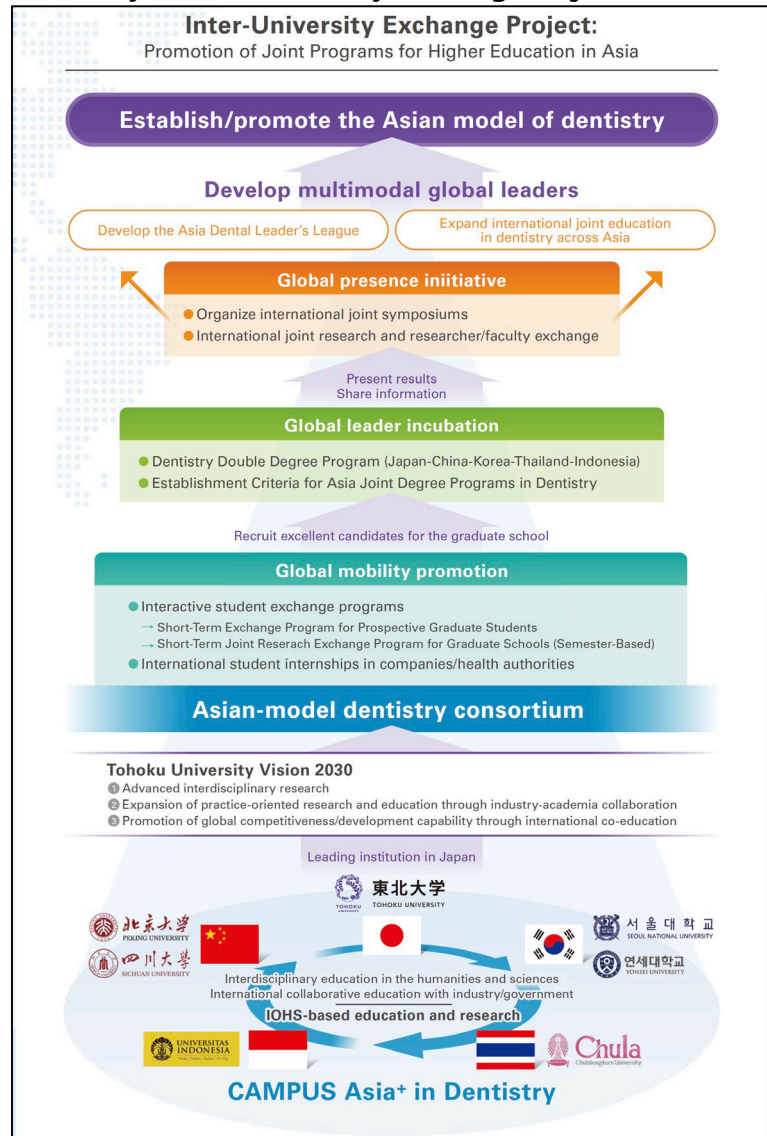 Inter-University Exchange Project:
Promotion of Joint Programs for Higher Education in Asia
Establish/promote the Asian model of dentistry
Develop multimodal global leaders
Develop the Asia Dental Leader's League
Expand international joint education
in dentistry across Asia
Global presence iniitiative
Organize international joint symposiums
International joint research and researcher/faculty exchange
Present results
Share information
Global leader incubation
Dentistry Double Degree Program (Japan-China-Korea-Thailand-Indonesia)
Establishment Criteria for Asia Joint Degree Programs in Dentistry
Recruit excellent candidates for the graduate school
Global mobility promotion
Interactive student exchange programs
→ Short-Term Exchange Program for Prospective Graduate Students
→ Short-Term Joint Reserach Exchange Program for Graduate Schools (Semester-Based)
International student internships in companies/health authorities
Asian-model dentistry consortium
Tohoku University Vision 2030
1 Advanced interdisciplinary research
2 Expansion of practice-oriented research and education through industry-academia collaboration
3 Promotion of global competitiveness/development capability through international co-education
Leading institution in Japan
TOHOKU
UNIVERSITY
東北大学
TOHOKU UNIVERSITY
北京大学
PEKING UNIVERSITY
四川大学
SICHUAN UNIVERSITY
서울대학교
SEOUL NATIONAL UNIVERSITY
연세대학교
YONSEI UNIVERSITY
Interdisciplinary education in the humanities and sciences
International collaborative education with industry/government
IOHS-based education and research
UNIVERSITAS
INDONESIA
Chula
Chulalongkorn University
CAMPUS Asia+ in Dentistry